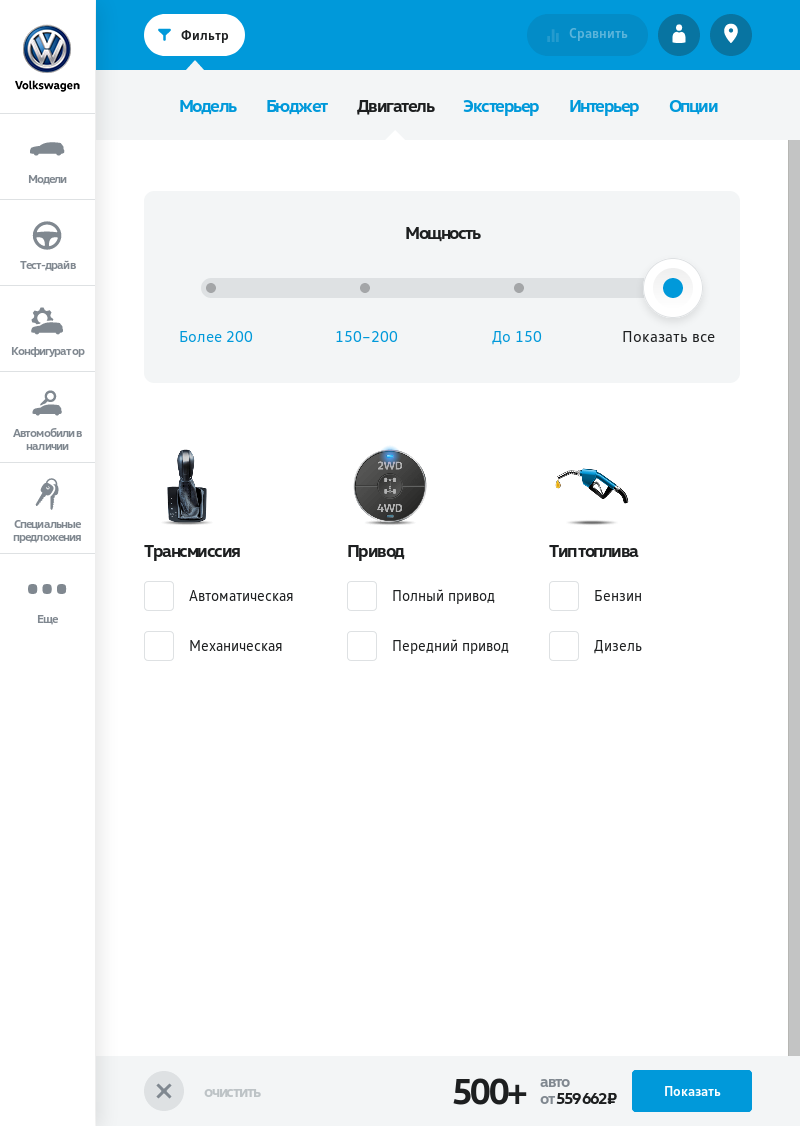 Фильтр
Сравнить
Volkswagen
Модель Бюджет Двигатель Экстерьер Интерьер Опции
Модели
Тест-драйв
Конфигуратор
Автомобили в
наличии
Специальные
предложения
Еще
Мощность
Более 200 150–200 До 150 Показать все
2WD
4WD
Трансмиссия Привод Тип топлива
Автоматическая Полный привод Бензин
Механическая Передний привод Дизель
очистить
500+
авто
от 559 662 ₽
Показать